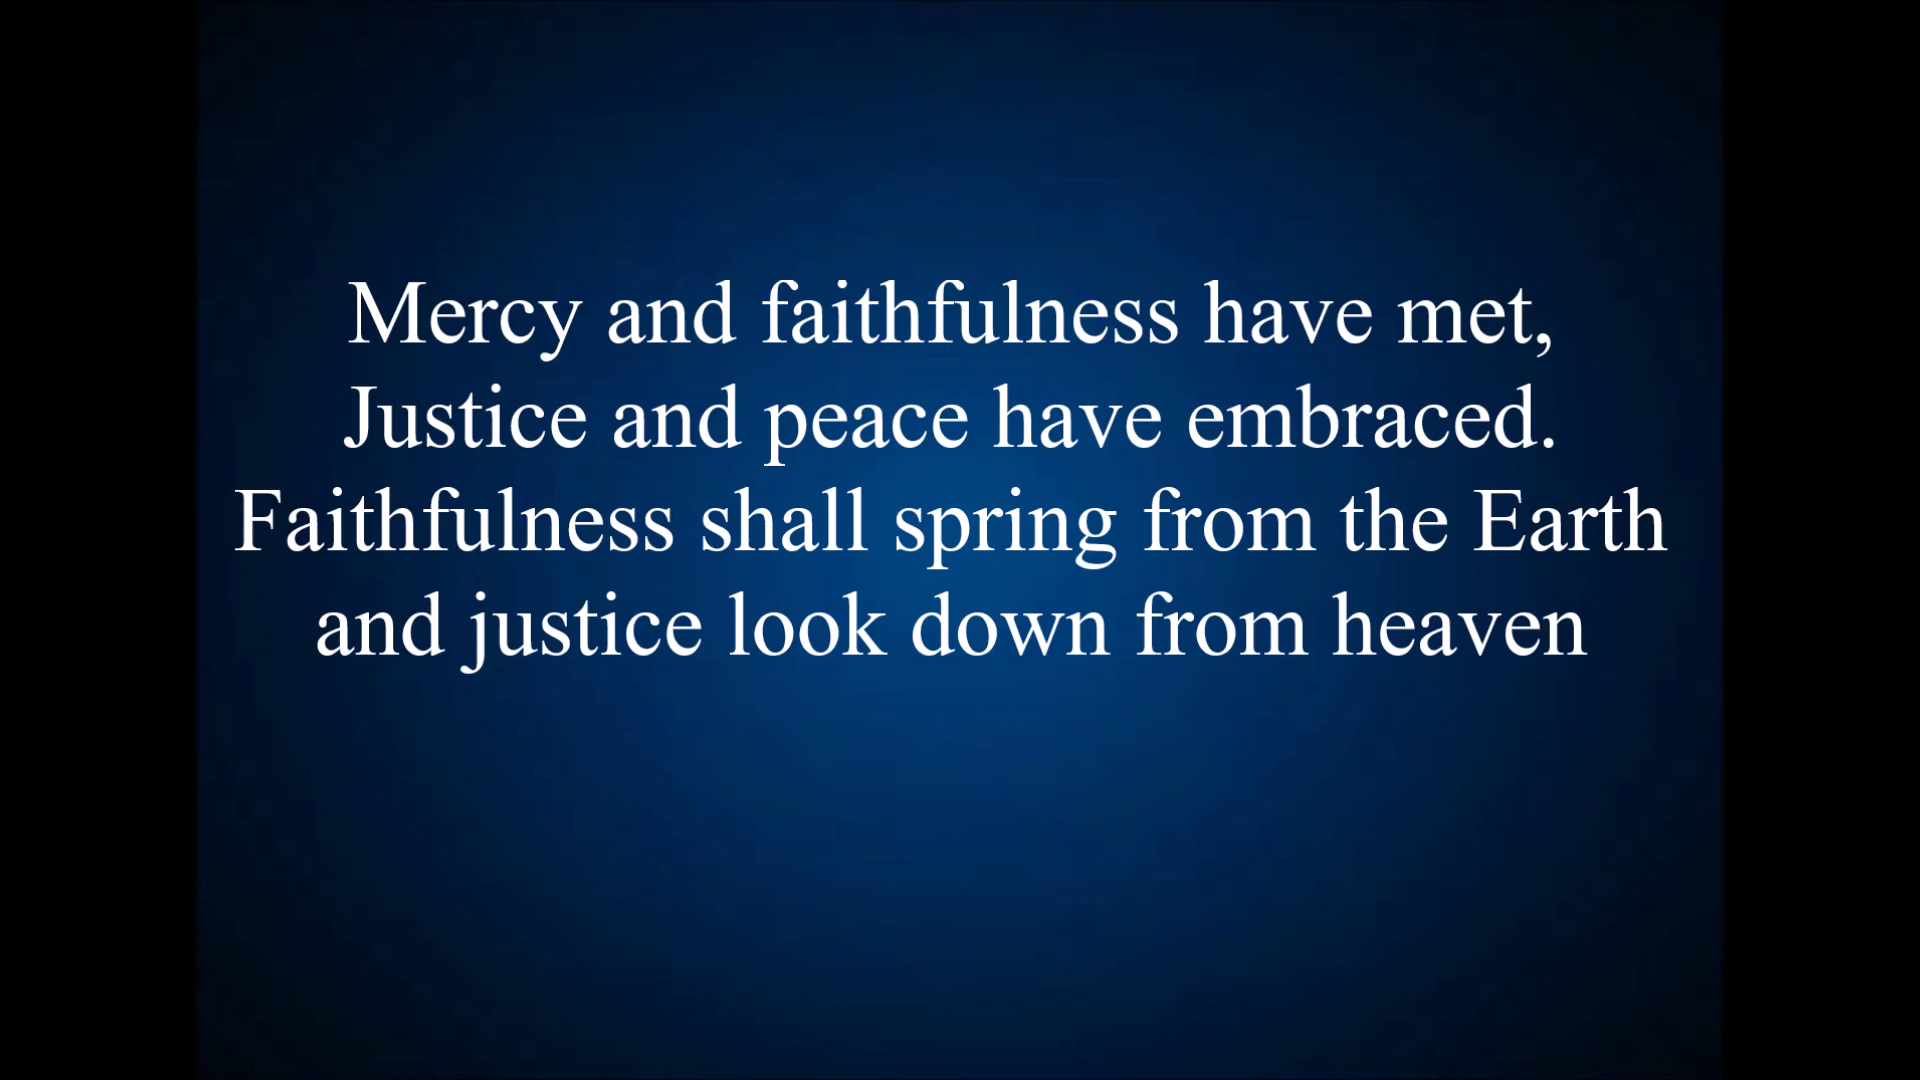 Mercy and faithfulness have met,
Justice and peace have embraced.
Faithfulness shall spring from the Earth
and justice look down from heaven